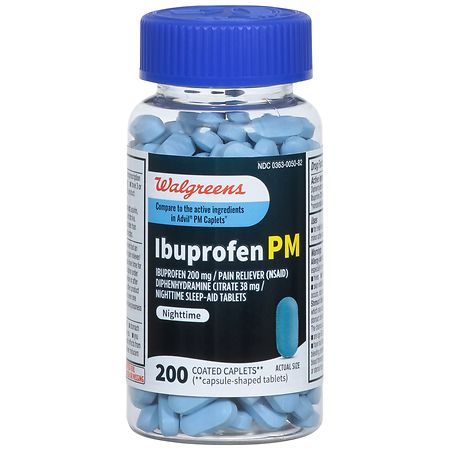 NDC 0363-0050-82
Walgreens
Compare to the active ingredients
in Advil® PM Caplets†
Ibuprofen PM
IBUPROFEN 200 mg / PAIN RELIEVER (NSAID)
DIPHENHYDRAMINE CITRATE 38 mg /
NIGHTTIME SLEEP-AID TABLETS
Nighttime
ACTUAL SIZE
200 COATED CAPLETS**
(**capsule-shaped tablets)